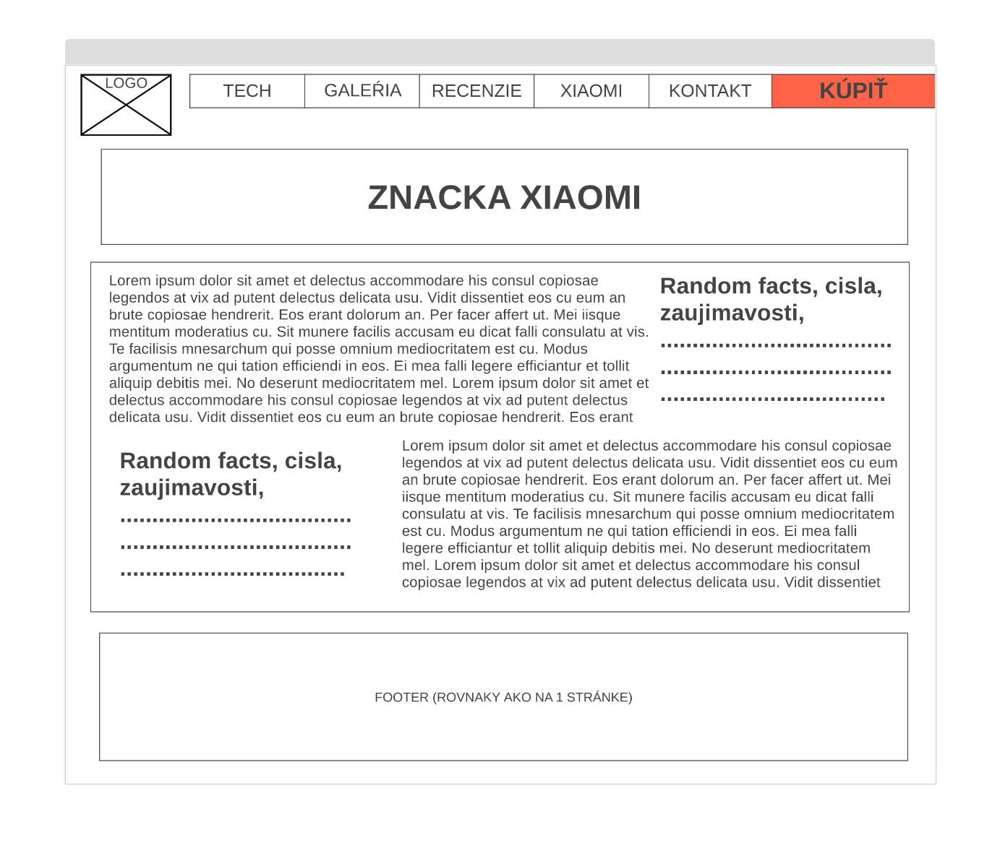 LOGO
TECH
GALEŔIA
RECENZIE
XIAOMI
KONTAKT
KÚPIŤ
ZNACKA XIAOMI
Lorem ipsum dolor sit amet et delectus accommodare his consul copiosae
legendos at vix ad putent delectus delicata usu. Vidit dissentiet eos cu eum an
brute copiosae hendrerit. Eos erant dolorum an. Per facer affert ut. Mei iisque
mentitum moderatius cu. Sit munere facilis accusam eu dicat falli consulatu at vis.
Te facilisis mnesarchum qui posse omnium mediocritatem est cu. Modus
argumentum ne qui tation efficiendi in eos. Ei mea falli legere efficiantur et tollit
aliquip debitis mei. No deserunt mediocritatem mel. Lorem ipsum dolor sit amet et
delectus accommodare his consul copiosae legendos at vix ad putent delectus
delicata usu. Vidit dissentiet eos cu eum an brute copiosae hendrerit. Eos erant
Random facts, cisla,
zaujimavosti,
....................................
....................................
...................................
Random facts, cisla,
zaujimavosti,
....................................
....................................
...................................
Lorem ipsum dolor sit amet et delectus accommodare his consul copiosae
legendos at vix ad putent delectus delicata usu. Vidit dissentiet eos cu eum
an brute copiosae hendrerit. Eos erant dolorum an. Per facer affert ut. Mei
iisque mentitum moderatius cu. Sit munere facilis accusam eu dicat falli
consulatu at vis. Te facilisis mnesarchum qui posse omnium mediocritatem
est cu. Modus argumentum ne qui tation efficiendi in eos. Ei mea falli
legere efficiantur et tollit aliquip debitis mei. No deserunt mediocritatem
mel. Lorem ipsum dolor sit amet et delectus accommodare his consul
copiosae legendos at vix ad putent delectus delicata usu. Vidit dissentiet
FOOTER (ROVNAKY AKO NA 1 STRÁNKE)